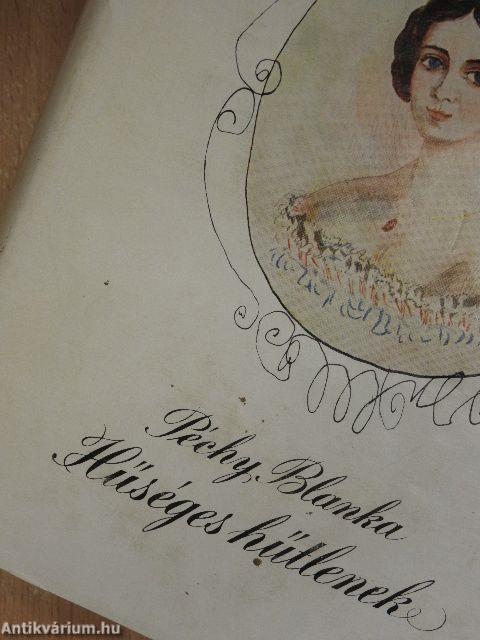 Péchy Blanka
Hűséges hűtlenek
Antikvárium.hu